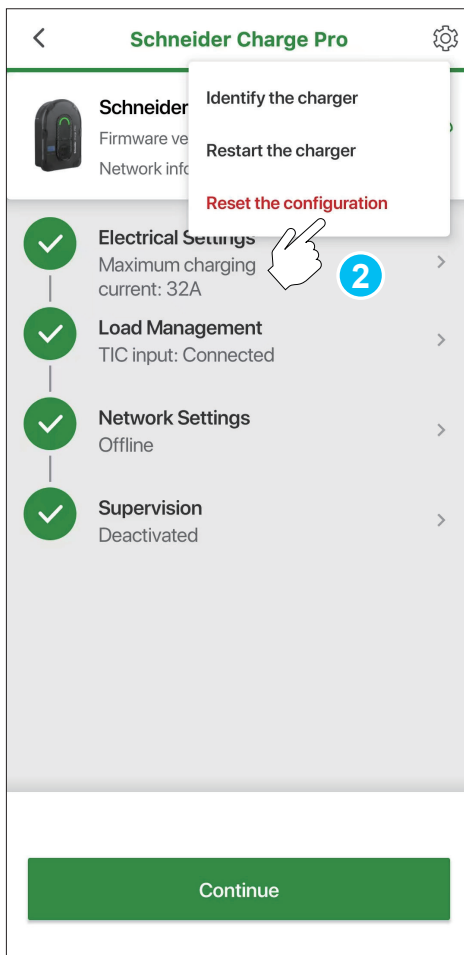 Schneider Charge Pro
Identify the charger
Schneider
Firmware ve
Restart the charger
Network info
Reset the configuration
Electrical Settings
Maximum charging
current: 32A
2
Load Management
TIC input: Connected
Network Settings
Offline
Supervision
Deactivated
Continue